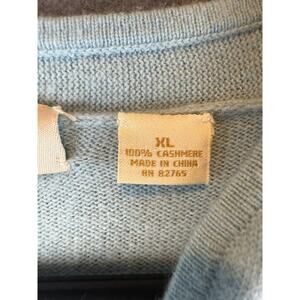 XL
100% CASHMERE
MADE IN CHINA
RN 82765